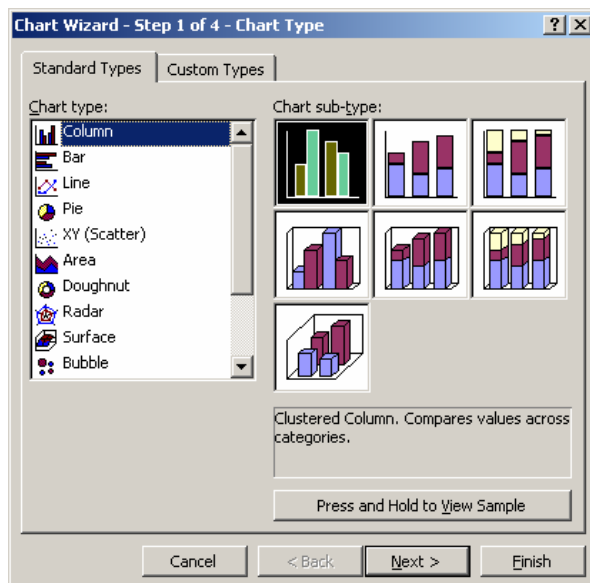 Chart Wizard - Step 1 of 4 - Chart Type
Standard Types
Custom Types
Chart type:
Column
Bar
Line
Pie
XY (Scatter)
Area
Doughnut
Radar
Surface
Bubble
Chart sub-type:
Clustered Column. Compares values across
categories.
Press and Hold to View Sample
Cancel
< Back
Next >
Finish